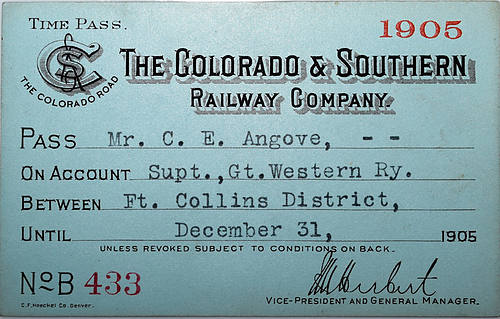 TIME PASS.
1905
C&S
THE COLORADO ROAD
THE COLORADO & SOUTHERN
RAILWAY COMPANY.
PASS Mr. C. E. Angove, - -
ON ACCOUNT Supt., Gt. Western Ry.
BETWEEN Ft. Collins District,
UNTIL December 31, 1905
UNLESS REVOKED SUBJECT TO CONDITIONS ON BACK.
No B 433
Herbert
VICE-PRESIDENT AND GENERAL MANAGER.
C.F. Hoeckel Co. Denver.